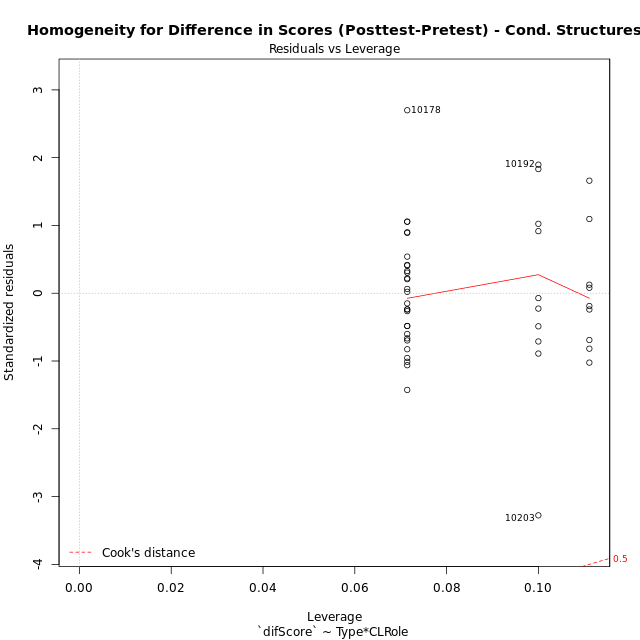 Homogeneity for Difference in Scores (Posttest-Pretest) - Cond. Structures
Residuals vs Leverage
3
2
1
0
-1
-2
-3
-4
Standardized residuals
10178
10192
10203
0.5
Cook's distance
0.00 0.02 0.04 0.06 0.08 0.10
Leverage
`difScore` ~ Type*CLRole